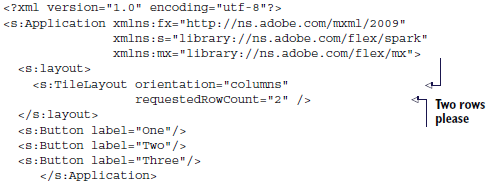 <?xml version="1.0" encoding="utf-8"?>
<s:Application xmlns:fx="http://ns.adobe.com/mxml/2009"
xmlns:s="library://ns.adobe.com/flex/spark"
xmlns:mx="library://ns.adobe.com/flex/mx">
<s:layout>
<s:TileLayout orientation="columns"
requestedRowCount="2" />
Two rows
please
</s:layout>
<s:Button label="One"/>
<s:Button label="Two"/>
<s:Button label="Three"/>
</s:Application>